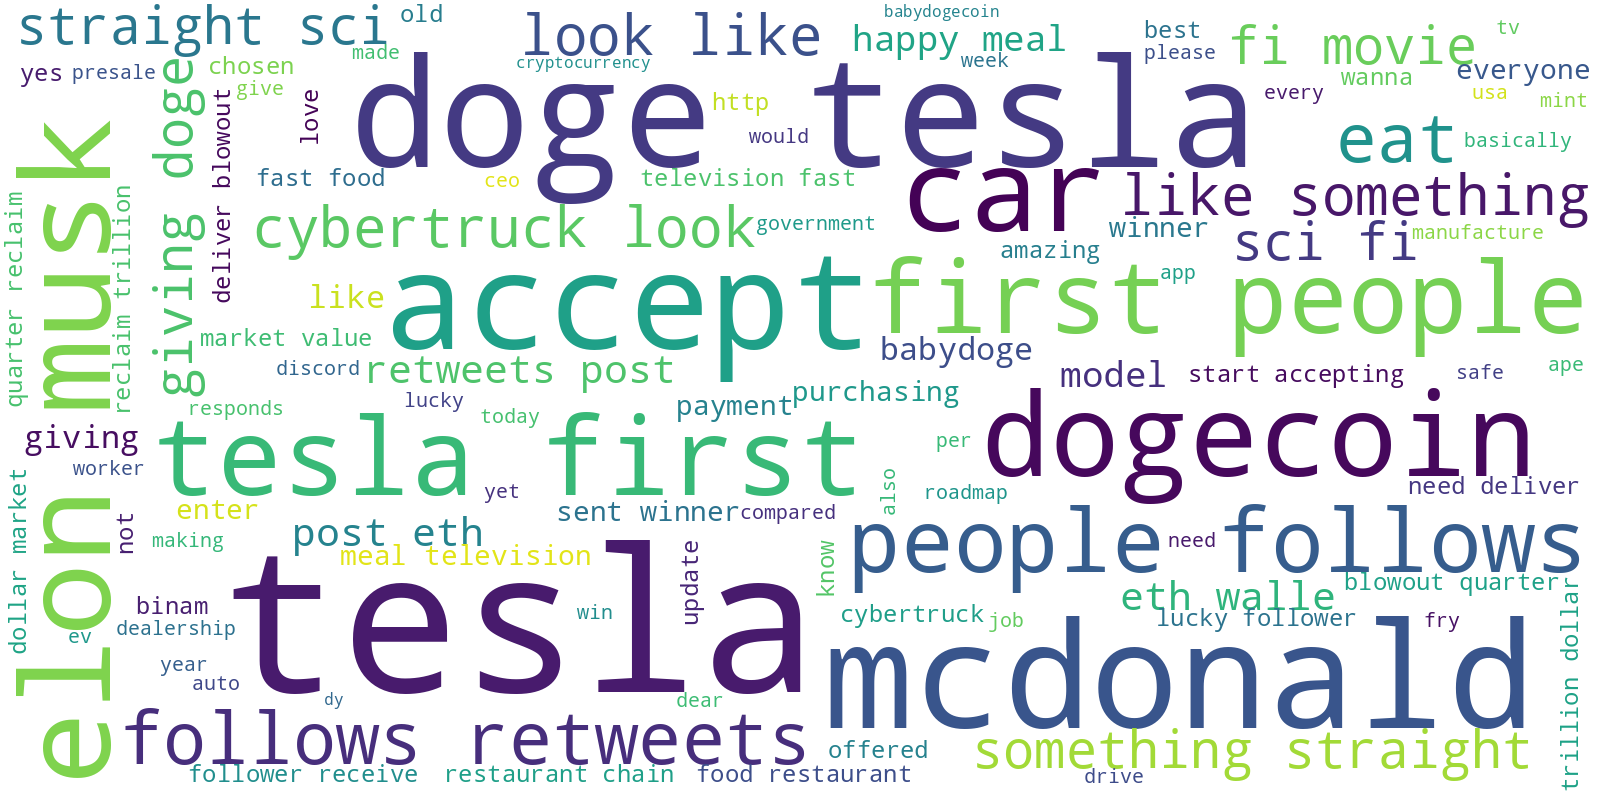 straight sci
old
look like
babydogecoin
happy meal
best
please
fi movie
tv
yes
presale
chosen
made
give
cryptocurrency
week
everyone
wanna
usa
mint
doge tesla
http
would
love
every
eat
basically
elon musk
giving doge
deliver blowout
quarter reclaim
reclaim trillion
fast food
ceo
television fast
car
like something
cybertruck look
government
amazing
winner
sci fi
manufacture
like
accept
first people
app
market value
discord
retweets post
babydoge
model
start accepting
safe
ape
responds
lucky
today
payment
purchasing
dogecoin
giving
worker
tesla first
per
yet
also
roadmap
need deliver
dollar market
not
enter
making
post eth
sent winner
compared
people follows
need
meal television
update
know
eth walle
blowout quarter
binam
dealership
ev
tesla
win
cybertruck
job
lucky follower
fry
trillion dollar
year
auto
dy
dear
mcdonald
follows retweets
offered
something straight
follower receive
restaurant chain
food restaurant
drive